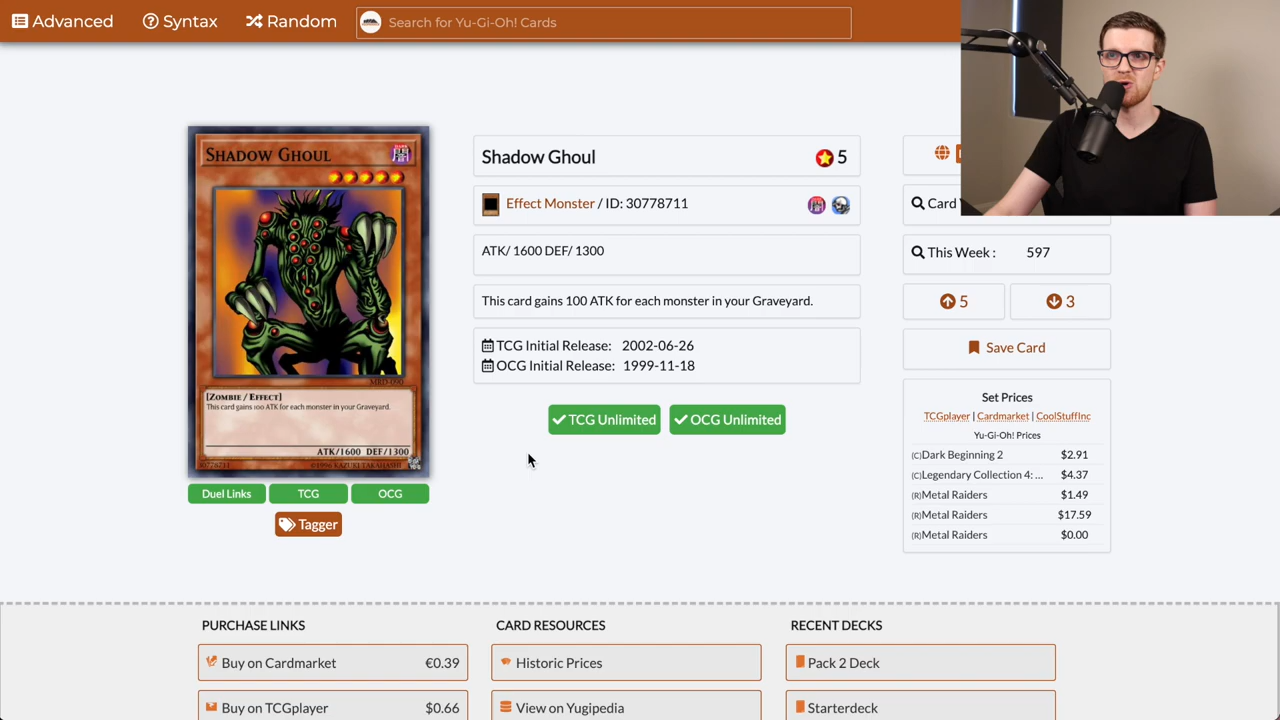 Advanced
Syntax
Random
Search for Yu-Gi-Oh! Cards
SHADOW GHOUL
MRD-090
[ZOMBIE / EFFECT]
This card gains 100 ATK for each monster in your Graveyard.
ATK/1600 DEF/1300
30778711
©1996 KAZUKI TAKAHASHI
Duel Links
TCG
OCG
Tagger
Shadow Ghoul
5
Effect Monster / ID: 30778711
ATK/ 1600 DEF/ 1300
This card gains 100 ATK for each monster in your Graveyard.
TCG Initial Release: 2002-06-26
OCG Initial Release: 1999-11-18
TCG Unlimited
OCG Unlimited
Card
This Week : 597
5
3
Save Card
Set Prices
TCGplayer | Cardmarket | CoolStuffInc
Yu-Gi-Oh! Prices
(C)Dark Beginning 2 $2.91
(C)Legendary Collection 4: ... $4.37
(R)Metal Raiders $1.49
(R)Metal Raiders $17.59
(R)Metal Raiders $0.00
PURCHASE LINKS
Buy on Cardmarket €0.39
Buy on TCGplayer $0.66
CARD RESOURCES
Historic Prices
View on Yugipedia
RECENT DECKS
Pack 2 Deck
Starterdeck